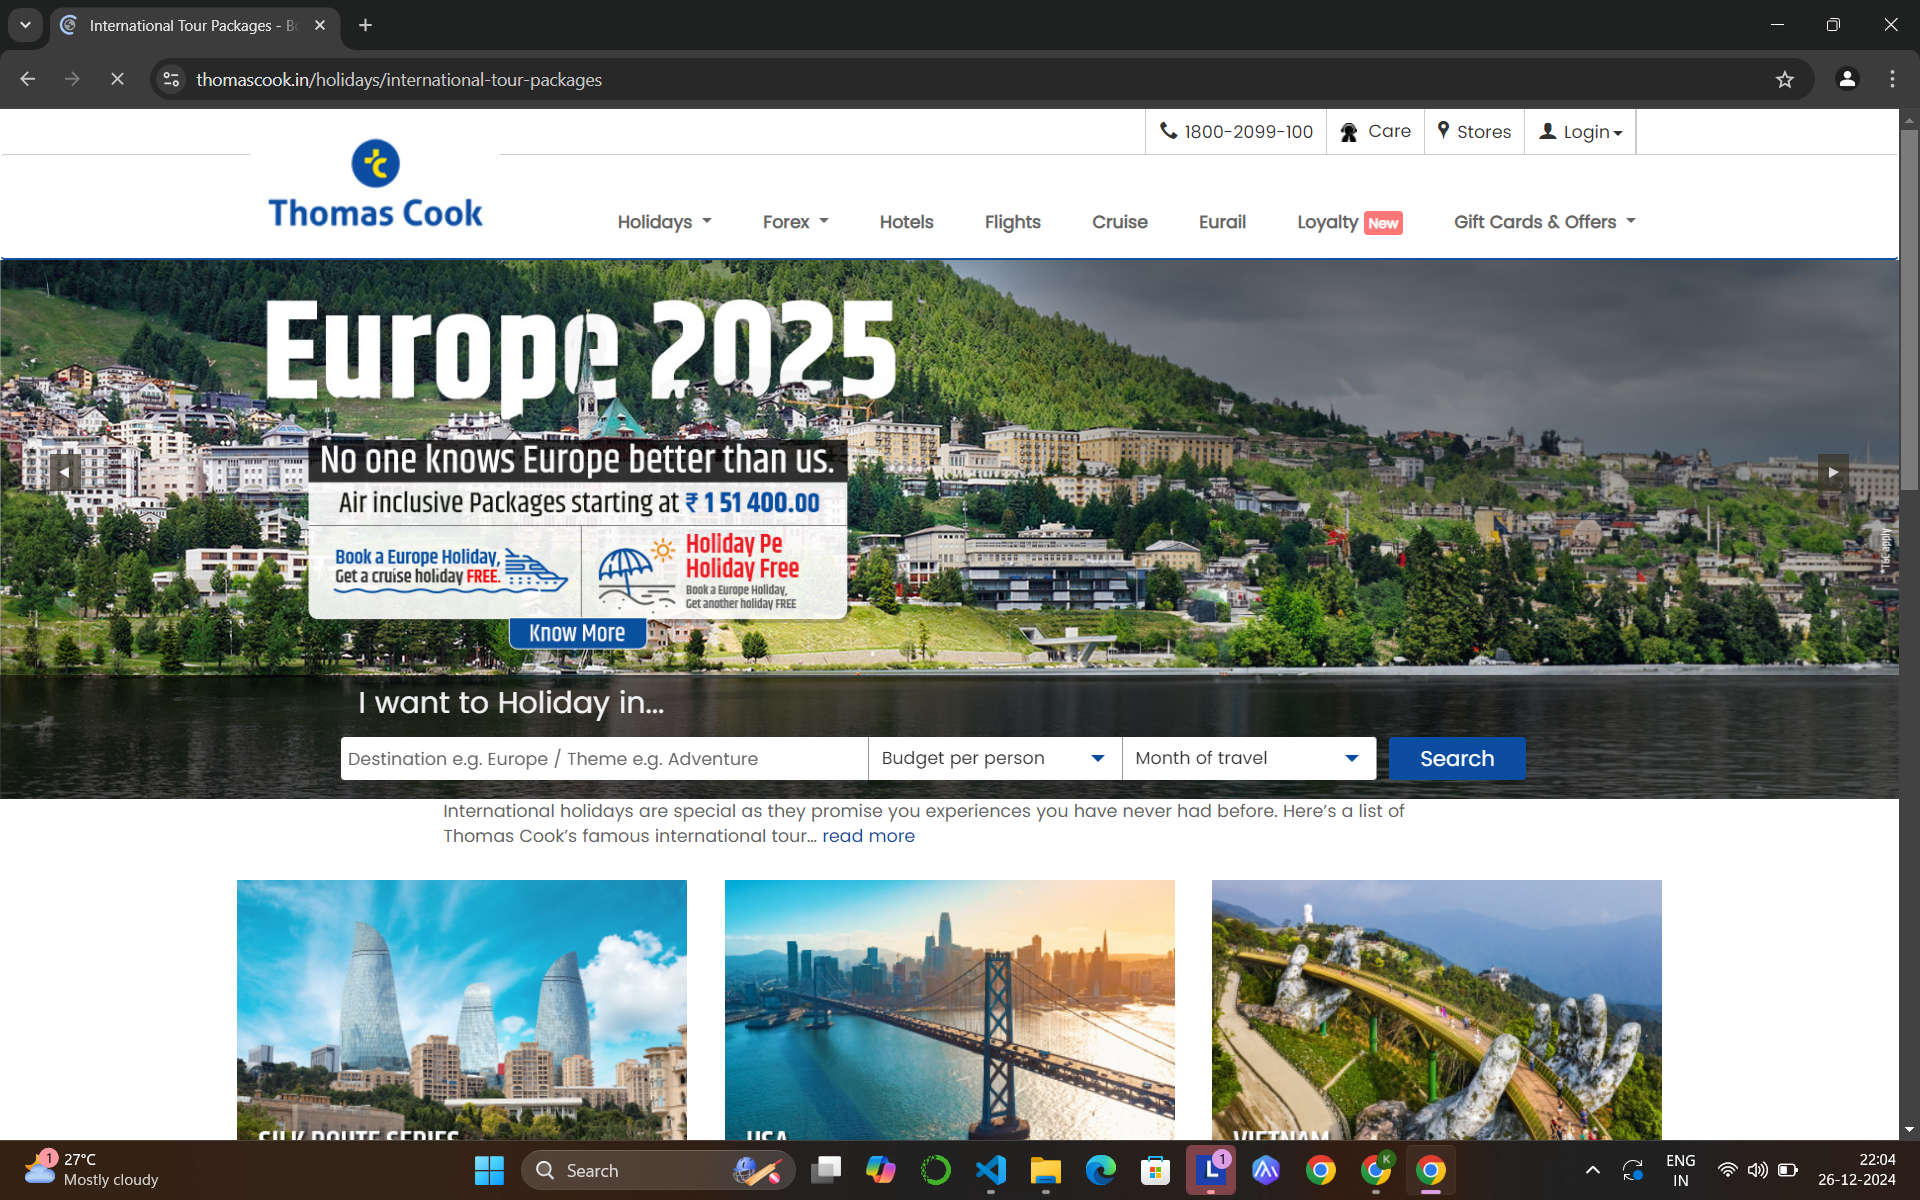 International Tour Packages - Bo
thomascook.in/holidays/international-tour-packages
1800-2099-100
Care
Stores
Login
Thomas Cook
Holidays
Forex
Hotels
Flights
Cruise
Eurail
Loyalty New
Gift Cards & Offers
Europe 2025
No one knows Europe better than us.
Air inclusive Packages starting at ₹ 1 51 400.00
Book a Europe Holiday,
Get a cruise holiday FREE.
Holiday Pe
Holiday Free
Book a Europe Holiday,
Get another holiday FREE
Know More
*T&C apply
I want to Holiday in...
Destination e.g. Europe / Theme e.g. Adventure
Budget per person
Month of travel
Search
International holidays are special as they promise you experiences you have never had before. Here’s a list of
Thomas Cook’s famous international tour... read more
SILK ROUTE SERIES
USA
VIETNAM
1
27°C
Mostly cloudy
Search
L
1
K
ENG
IN
22:04
26-12-2024